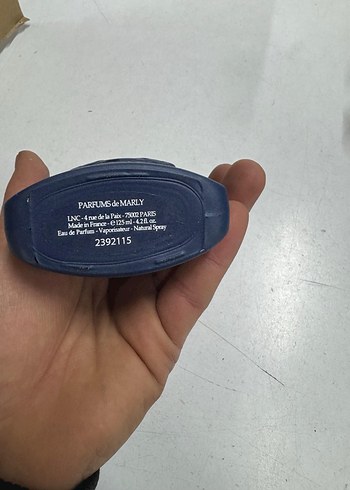 PARFUMS de MARLY
LNC - 4 rue de la Paix - 75002 PARIS
Made in France - ℮ 125 ml - 4.2 fl. oz.
Eau de Parfum - Vaporisateur - Natural Spray
2392115